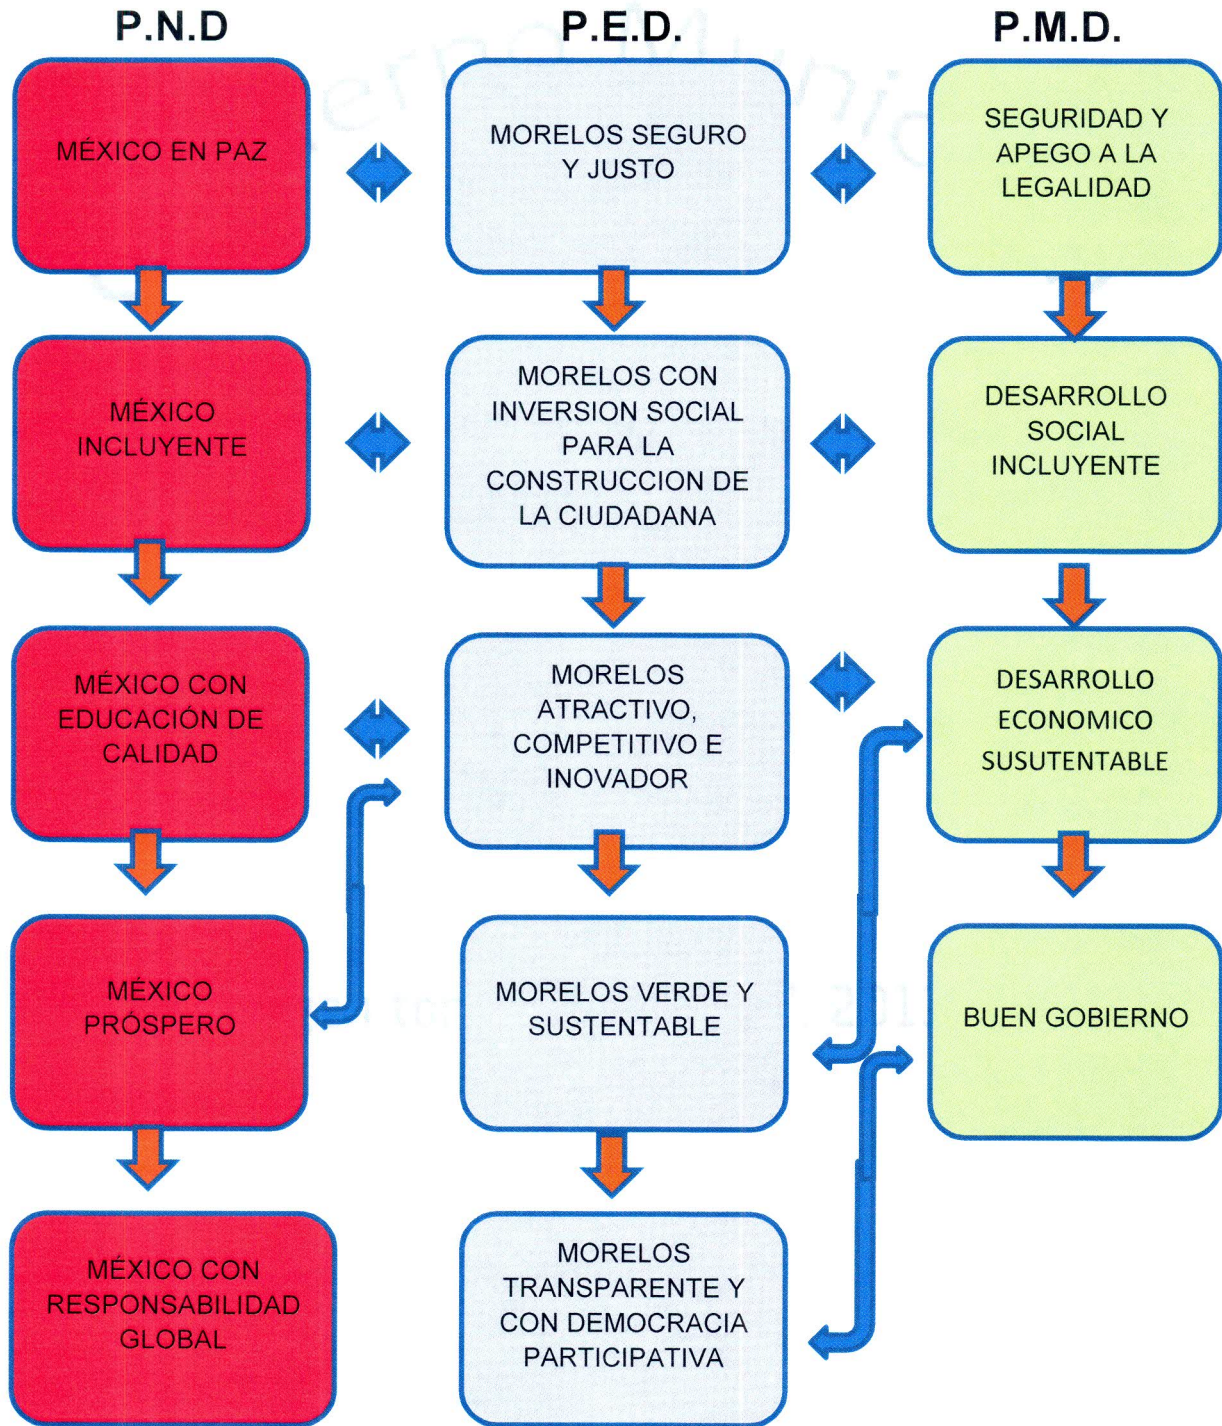 P.N.D
P.E.D.
P.M.D.
MÉXICO EN PAZ
MORELOS SEGURO
Y JUSTO
SEGURIDAD Y
APEGO A LA
LEGALIDAD
MÉXICO
INCLUYENTE
MORELOS CON
INVERSION SOCIAL
PARA LA
CONSTRUCCION DE
LA CIUDADANA
DESARROLLO
SOCIAL
INCLUYENTE
MÉXICO CON
EDUCACIÓN DE
CALIDAD
MORELOS
ATRACTIVO,
COMPETITIVO E
INOVADOR
DESARROLLO
ECONOMICO
SUSUTENTABLE
MÉXICO
PRÓSPERO
MORELOS VERDE Y
SUSTENTABLE
BUEN GOBIERNO
MÉXICO CON
RESPONSABILIDAD
GLOBAL
MORELOS
TRANSPARENTE Y
CON DEMOCRACIA
PARTICIPATIVA